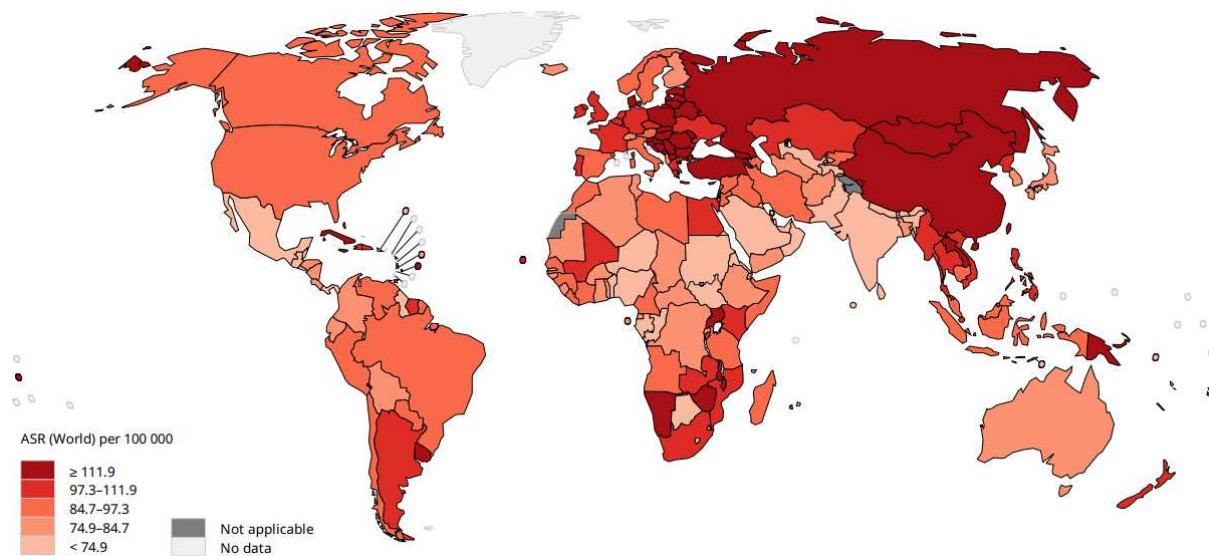 ASR (World) per 100 000
≥ 111.9
97.3–111.9
84.7–97.3
74.9–84.7
< 74.9
Not applicable
No data